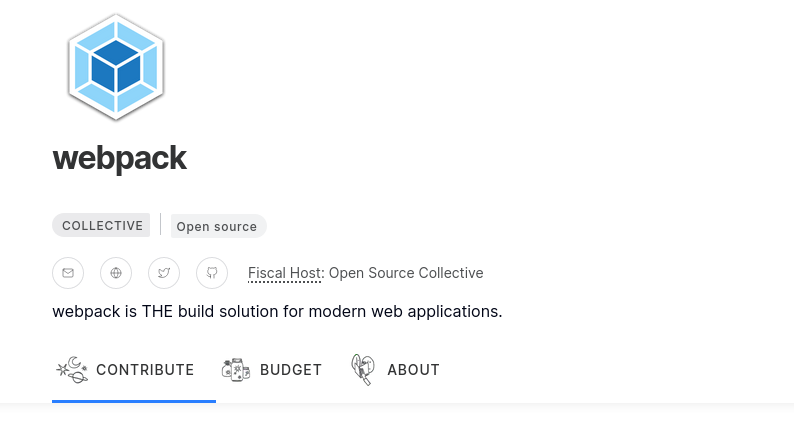 webpack
COLLECTIVE Open source
Fiscal Host: Open Source Collective
webpack is THE build solution for modern web applications.
CONTRIBUTE BUDGET ABOUT